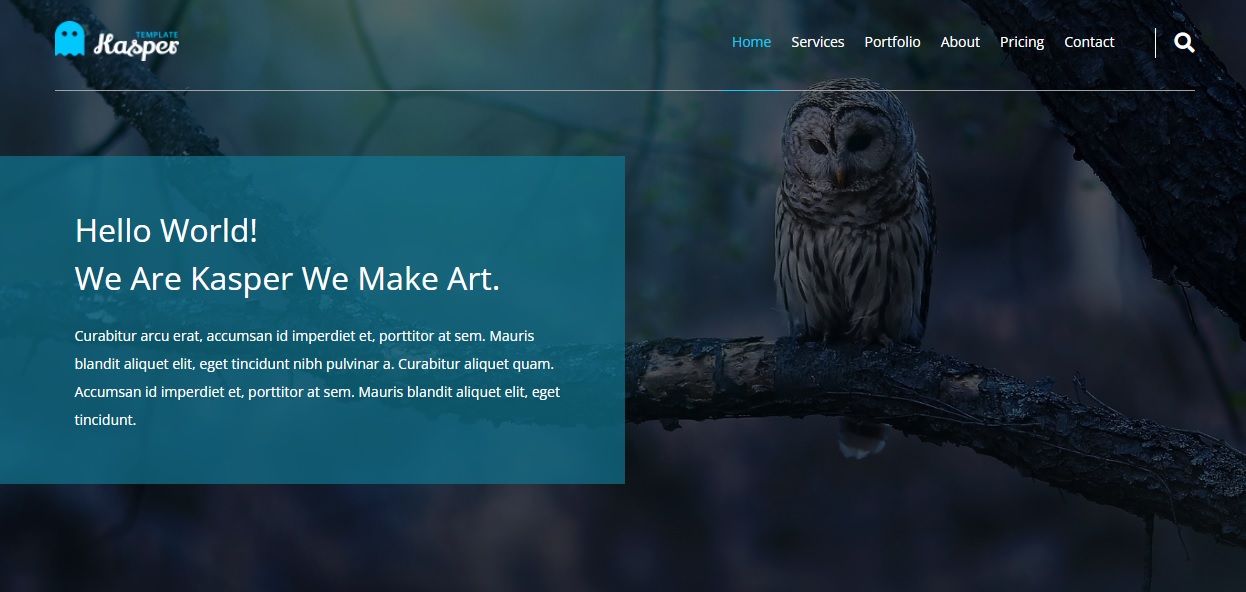 TEMPLATE
Kasper
Home Services Portfolio About Pricing Contact
Hello World!
We Are Kasper We Make Art.
Curabitur arcu erat, accumsan id imperdiet et, porttitor at sem. Mauris
blandit aliquet elit, eget tincidunt nibh pulvinar a. Curabitur aliquet quam.
Accumsan id imperdiet et, porttitor at sem. Mauris blandit aliquet elit, eget
tincidunt.